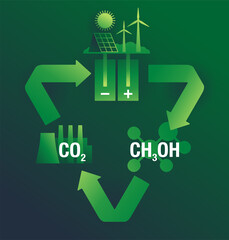 - +
CO₂
CH₃OH